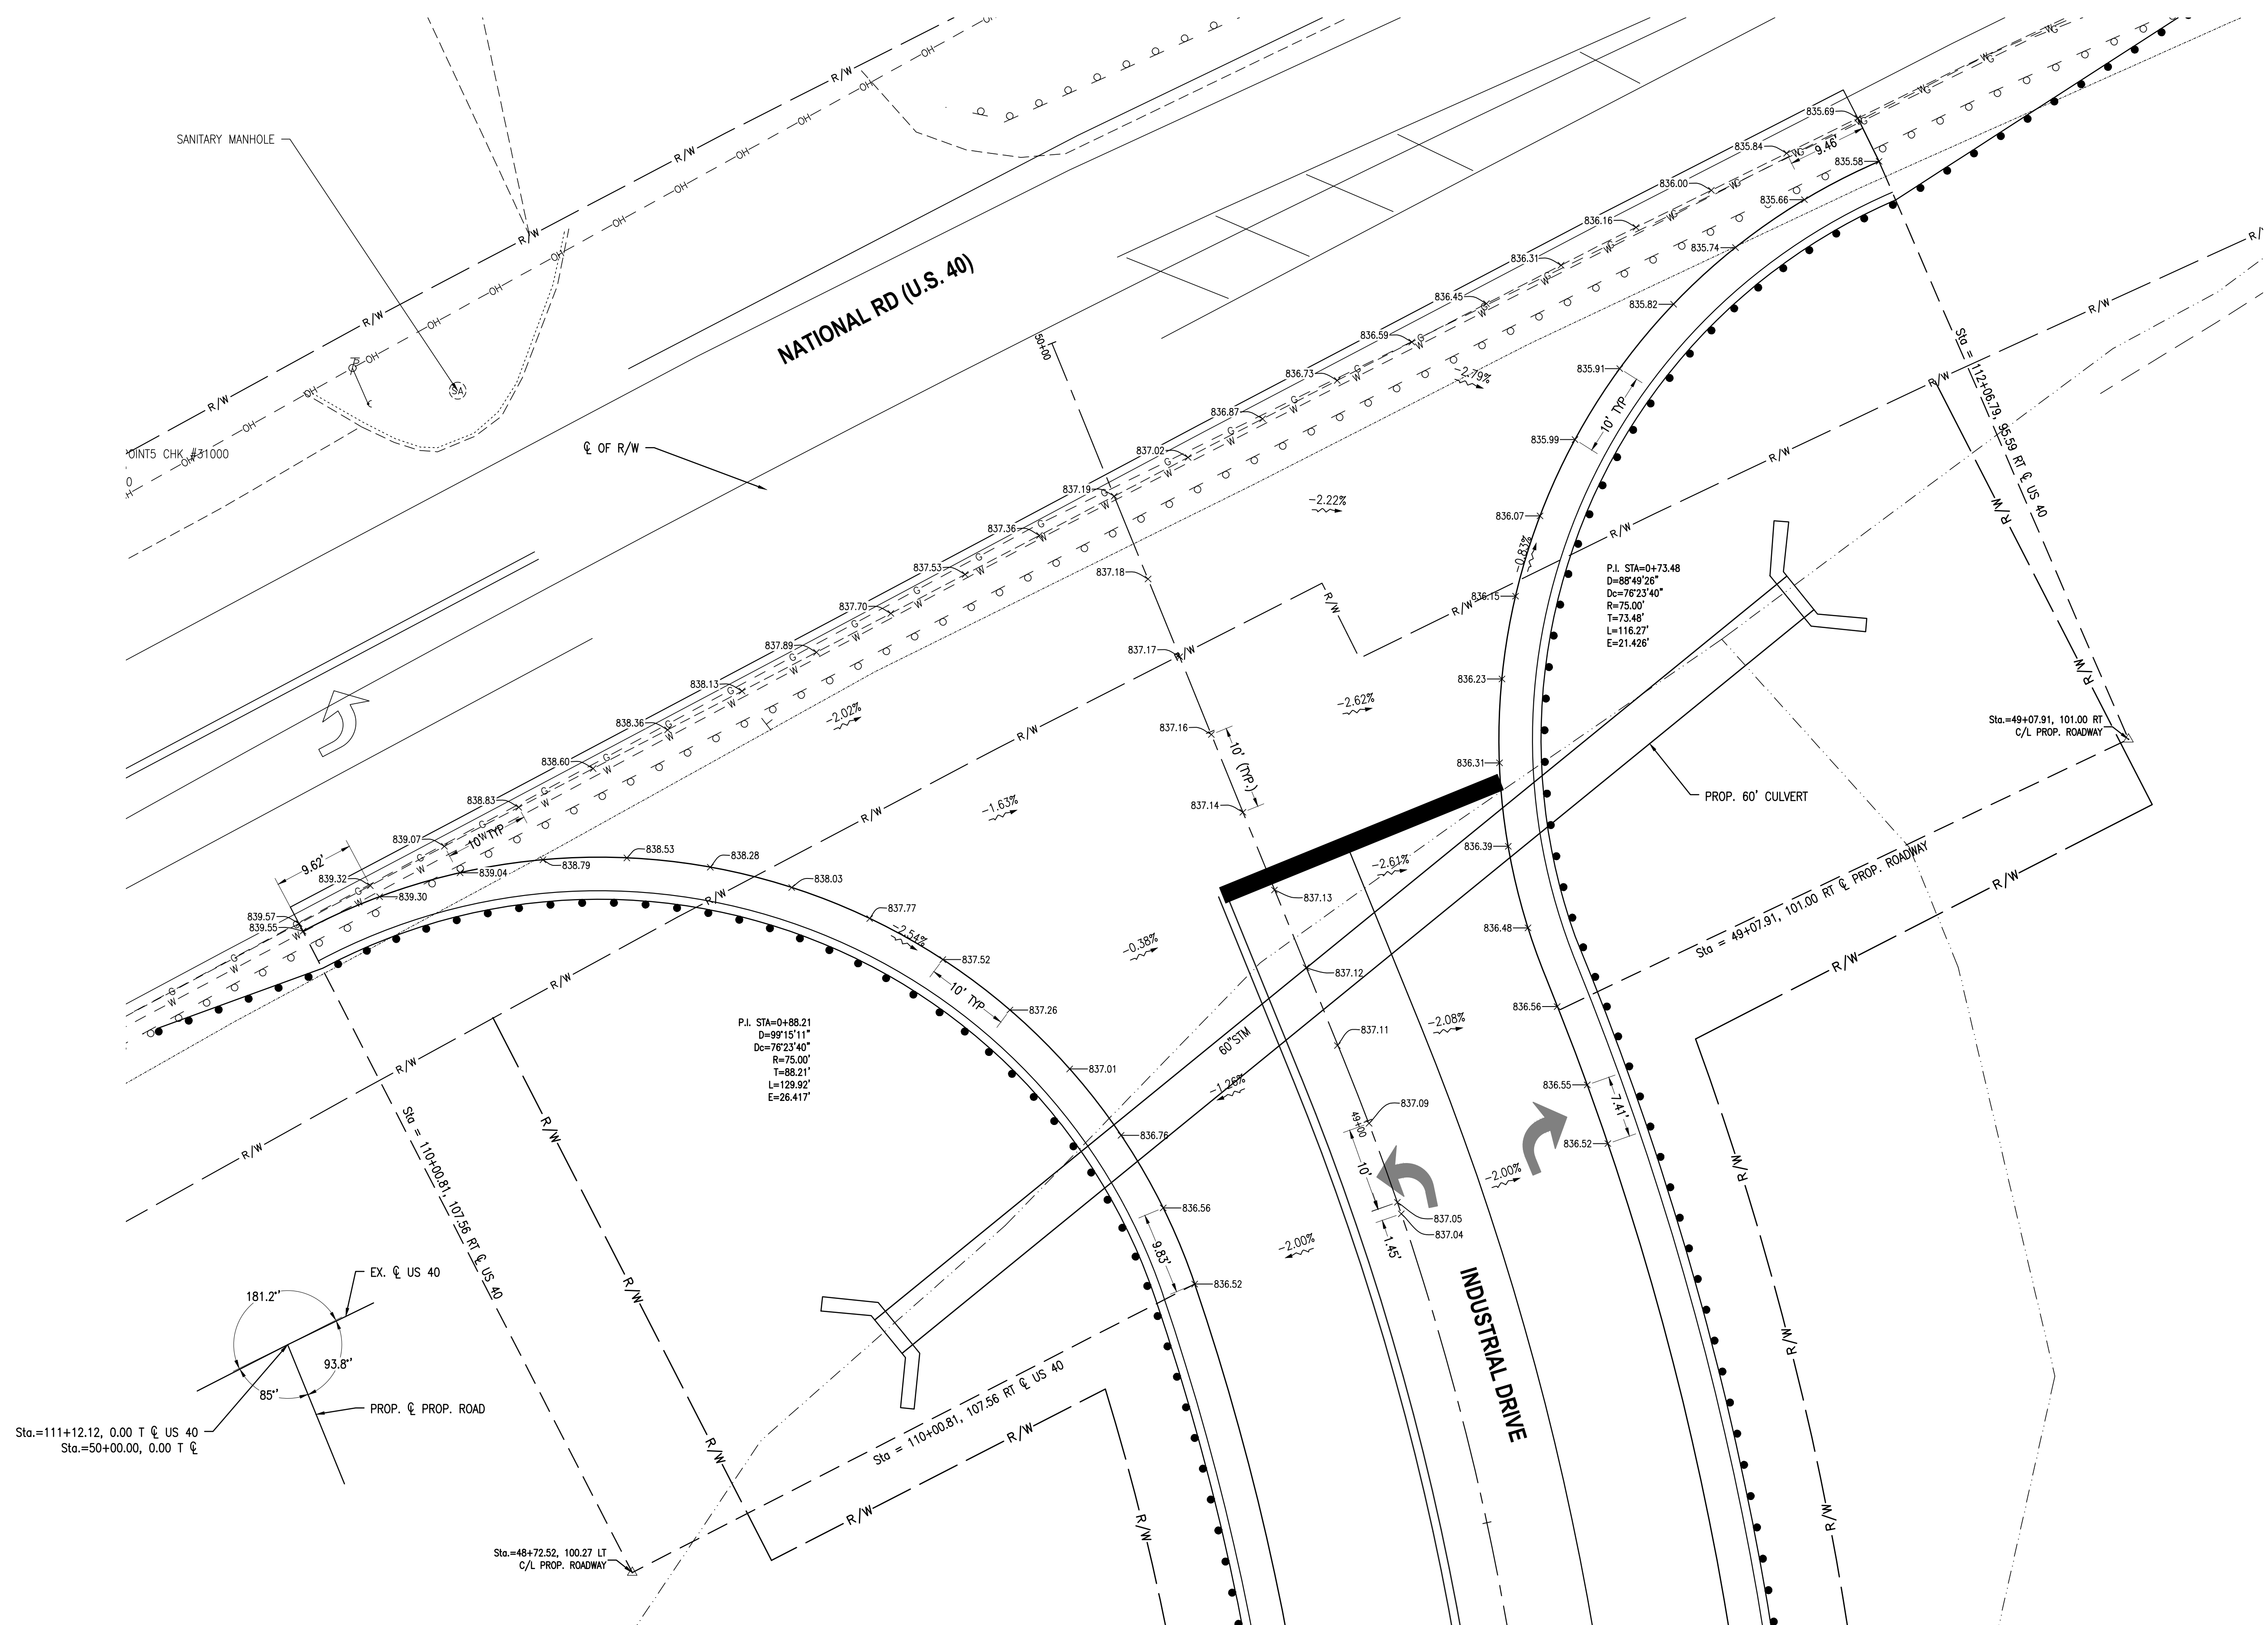 SANITARY MANHOLE
R/W
OH
NATIONAL RD (U.S. 40)
℄ OF R/W
OINT5 CHK #31000
0
50+00
835.69
835.84
9.46'
835.58
836.00
835.66
836.16
835.74
836.31
836.45
835.82
836.59
836.73
-2.79%
835.91
10' TYP
836.87
835.99
837.02
837.19
-2.22%
836.07
837.36
-0.83%
837.53
837.18
837.70
836.15
837.89
837.17
838.13
836.23
838.36
-2.02%
-2.62%
837.16
10' (TYP.)
838.60
836.31
838.83
-1.63%
837.14
839.07
10' TYP
9.62'
839.32
839.57
839.55
839.30
839.04
838.79
838.53
838.28
838.03
837.77
-2.54%
837.52
10' TYP
837.26
837.01
836.76
836.56
9.83'
836.52
836.39
-2.61%
837.13
836.48
-0.38%
837.12
836.56
-2.08%
837.11
60"STM
-1.26%
836.55
7.41'
837.09
49+00
836.52
10'
-2.00%
837.05
837.04
1.45'
-2.00%
P.I. STA=0+73.48
D=88°49'26"
Dc=76°23'40"
R=75.00'
T=73.48'
L=116.27'
E=21.426'
P.I. STA=0+88.21
D=99°15'11"
Dc=76°23'40"
R=75.00'
T=88.21'
L=129.92'
E=26.417'
Sta = 112+06.79, 95.59 RT ℄ US 40
Sta.=49+07.91, 101.00 RT
C/L PROP. ROADWAY
PROP. 60' CULVERT
Sta = 49+07.91, 101.00 RT ℄ PROP. ROADWAY
Sta = 110+00.81, 107.56 RT ℄ US 40
Sta = 110+00.81, 107.56 RT ℄ US 40
INDUSTRIAL DRIVE
EX. ℄ US 40
181.2°'
93.8°'
85°'
PROP. ℄ PROP. ROAD
Sta.=111+12.12, 0.00 T ℄ US 40
Sta.=50+00.00, 0.00 T ℄
Sta.=48+72.52, 100.27 LT
C/L PROP. ROADWAY